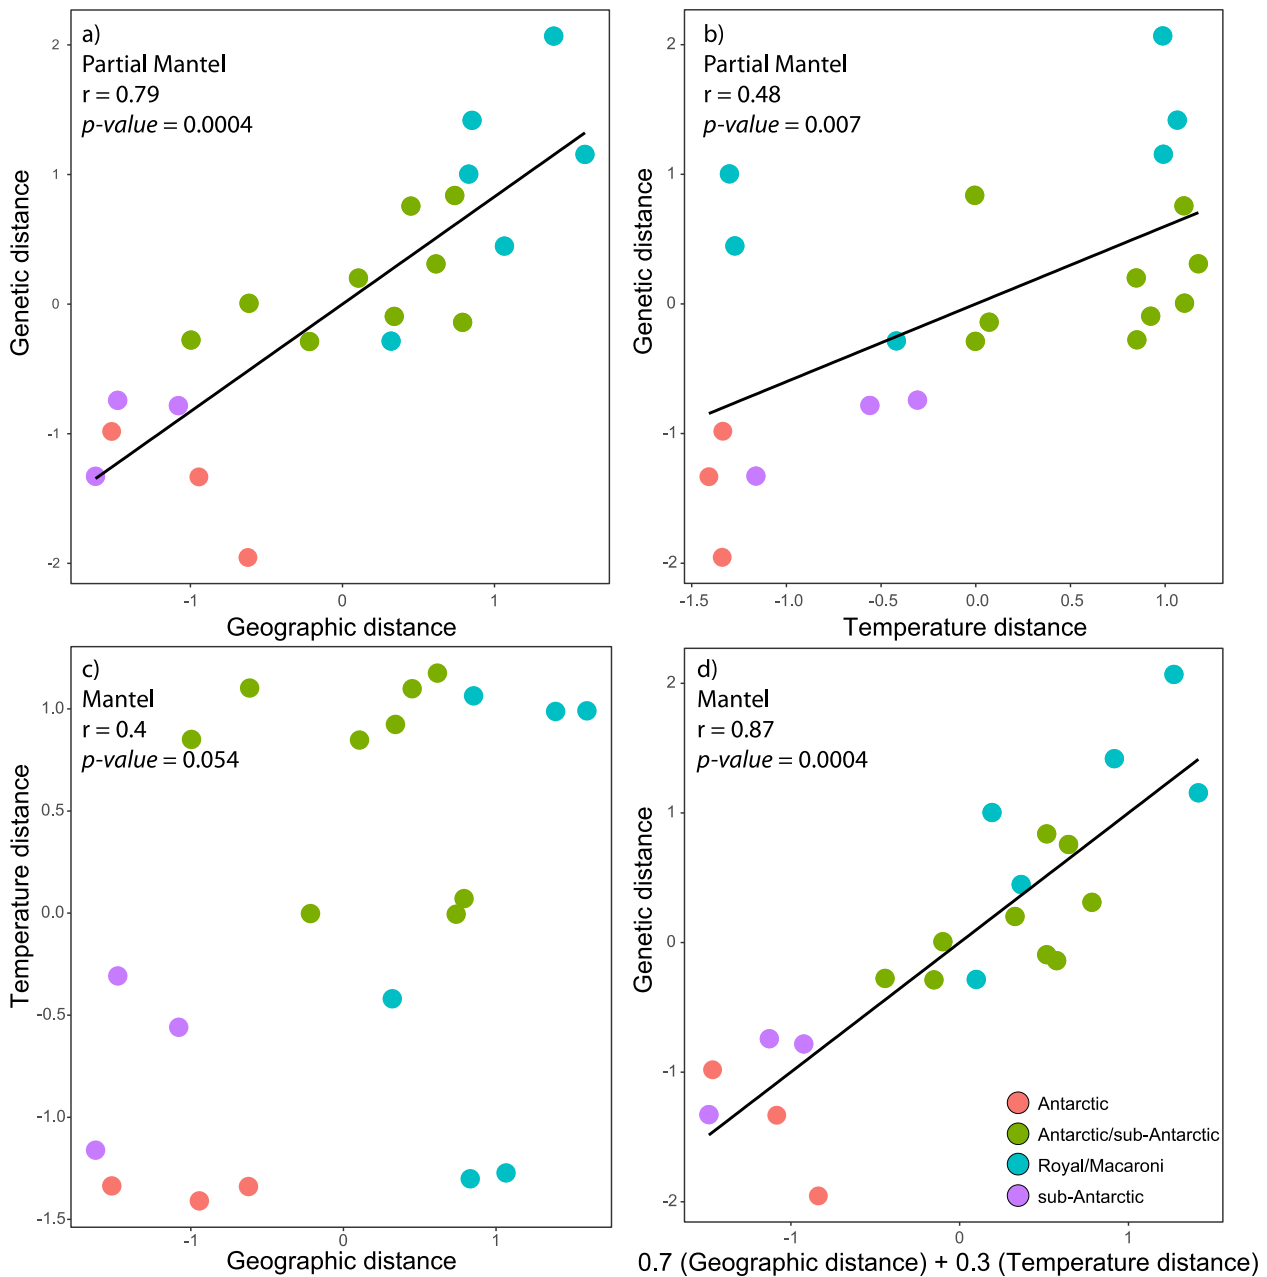 a)
Partial Mantel
r = 0.79
p-value = 0.0004
2
1
0
-1
-2
Genetic distance
-1
0
1
Geographic distance
b)
Partial Mantel
r = 0.48
p-value = 0.007
2
1
0
-1
-2
Genetic distance
-1.5
-1.0
-0.5
0.0
0.5
1.0
Temperature distance
c)
Mantel
r = 0.4
p-value = 0.054
1.0
0.5
0.0
-0.5
-1.0
-1.5
Temperature distance
-1
0
1
Geographic distance
d)
Mantel
r = 0.87
p-value = 0.0004
2
1
0
-1
-2
Genetic distance
Antarctic
Antarctic/sub-Antarctic
Royal/Macaroni
sub-Antarctic
-1
0
1
0.7 (Geographic distance) + 0.3 (Temperature distance)